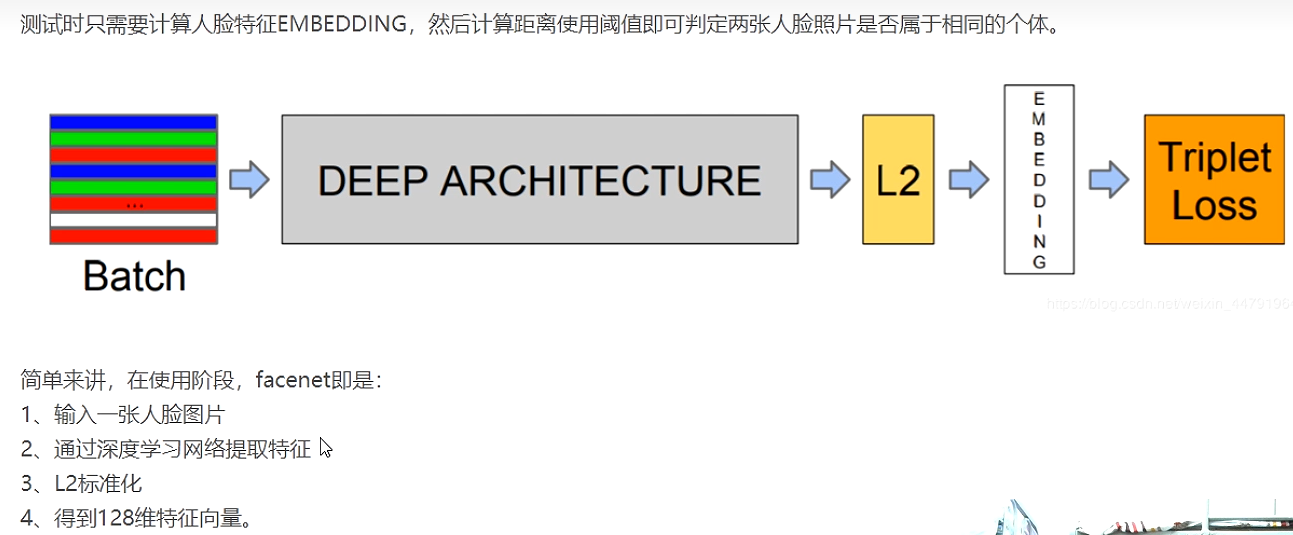 测试时只需要计算人脸特征EMBEDDING，然后计算距离使用阈值即可判定两张人脸照片是否属于相同的个体。
...
Batch
DEEP ARCHITECTURE
L2
EMBEDDING
Triplet
Loss
简单来讲，在使用阶段，facenet即是：
1、输入一张人脸图片
2、通过深度学习网络提取特征
3、L2标准化
4、得到128维特征向量。